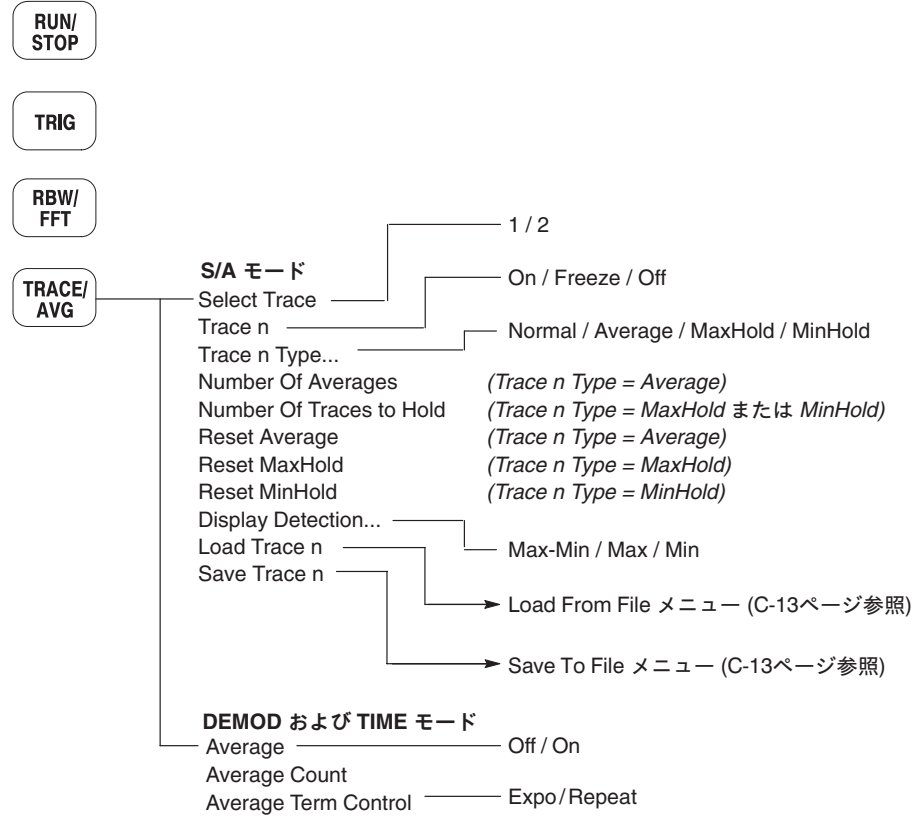 RUN/
STOP
TRIG
RBW/
FFT
TRACE/
AVG
S/A モード
Select Trace 1 / 2
Trace n On / Freeze / Off
Trace n Type... Normal / Average / MaxHold / MinHold
Number Of Averages (Trace n Type = Average)
Number Of Traces to Hold (Trace n Type = MaxHold または MinHold)
Reset Average (Trace n Type = Average)
Reset MaxHold (Trace n Type = MaxHold)
Reset MinHold (Trace n Type = MinHold)
Display Detection... Max-Min / Max / Min
Load Trace n Load From File メニュー (C-13ページ参照)
Save Trace n Save To File メニュー (C-13ページ参照)
DEMOD および TIME モード
Average Off / On
Average Count
Average Term Control Expo/Repeat